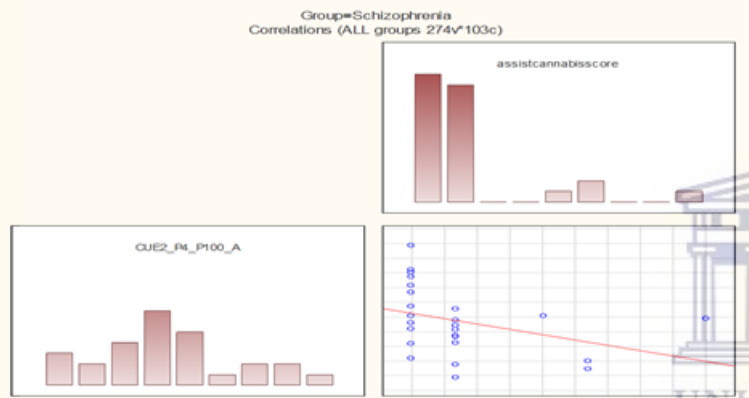 Group=Schizophrenia
Correlations (ALL groups 274v*103c)
assistcannabisscore
CUE2_P4_P100_A